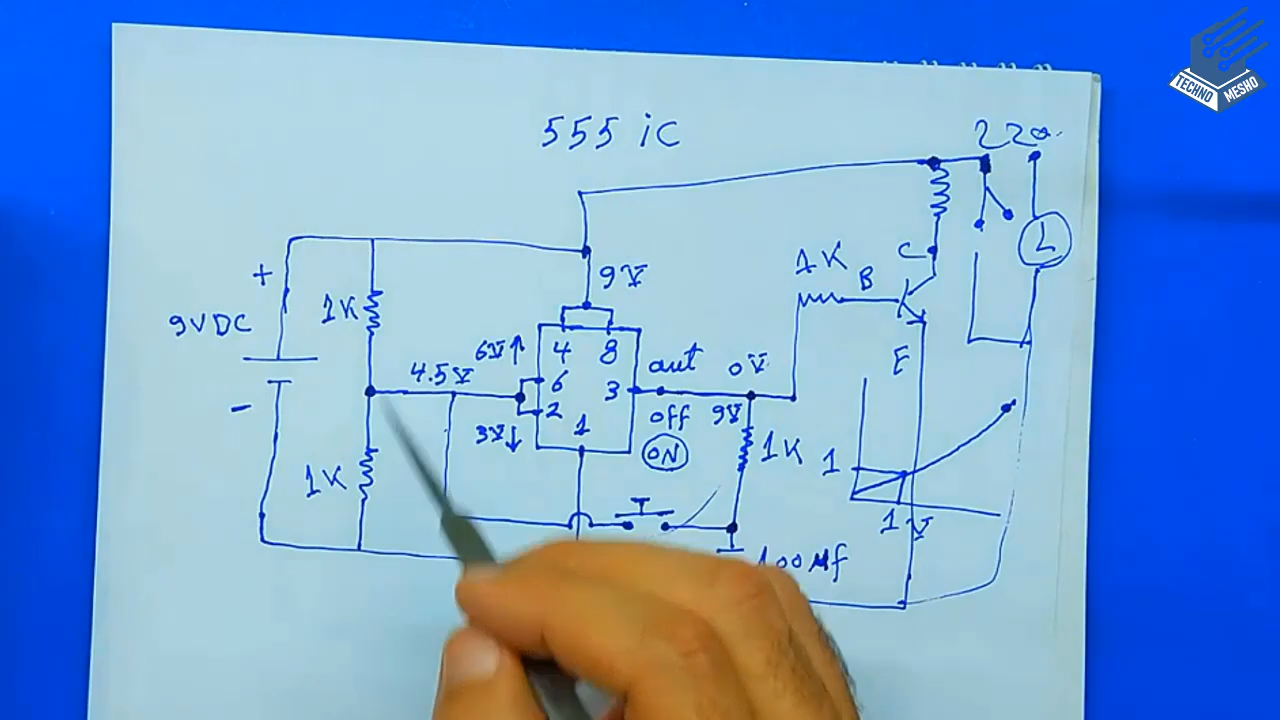 TECHNO MESHO
555 iC
220
+
9V
1K
1K
C
L
B
9VDC
6V↑
4 8
E
4.5V
6
out
0V
2
3
-
3V↓
1
off
9V
ON
1K
1K
1
1V
100Mf